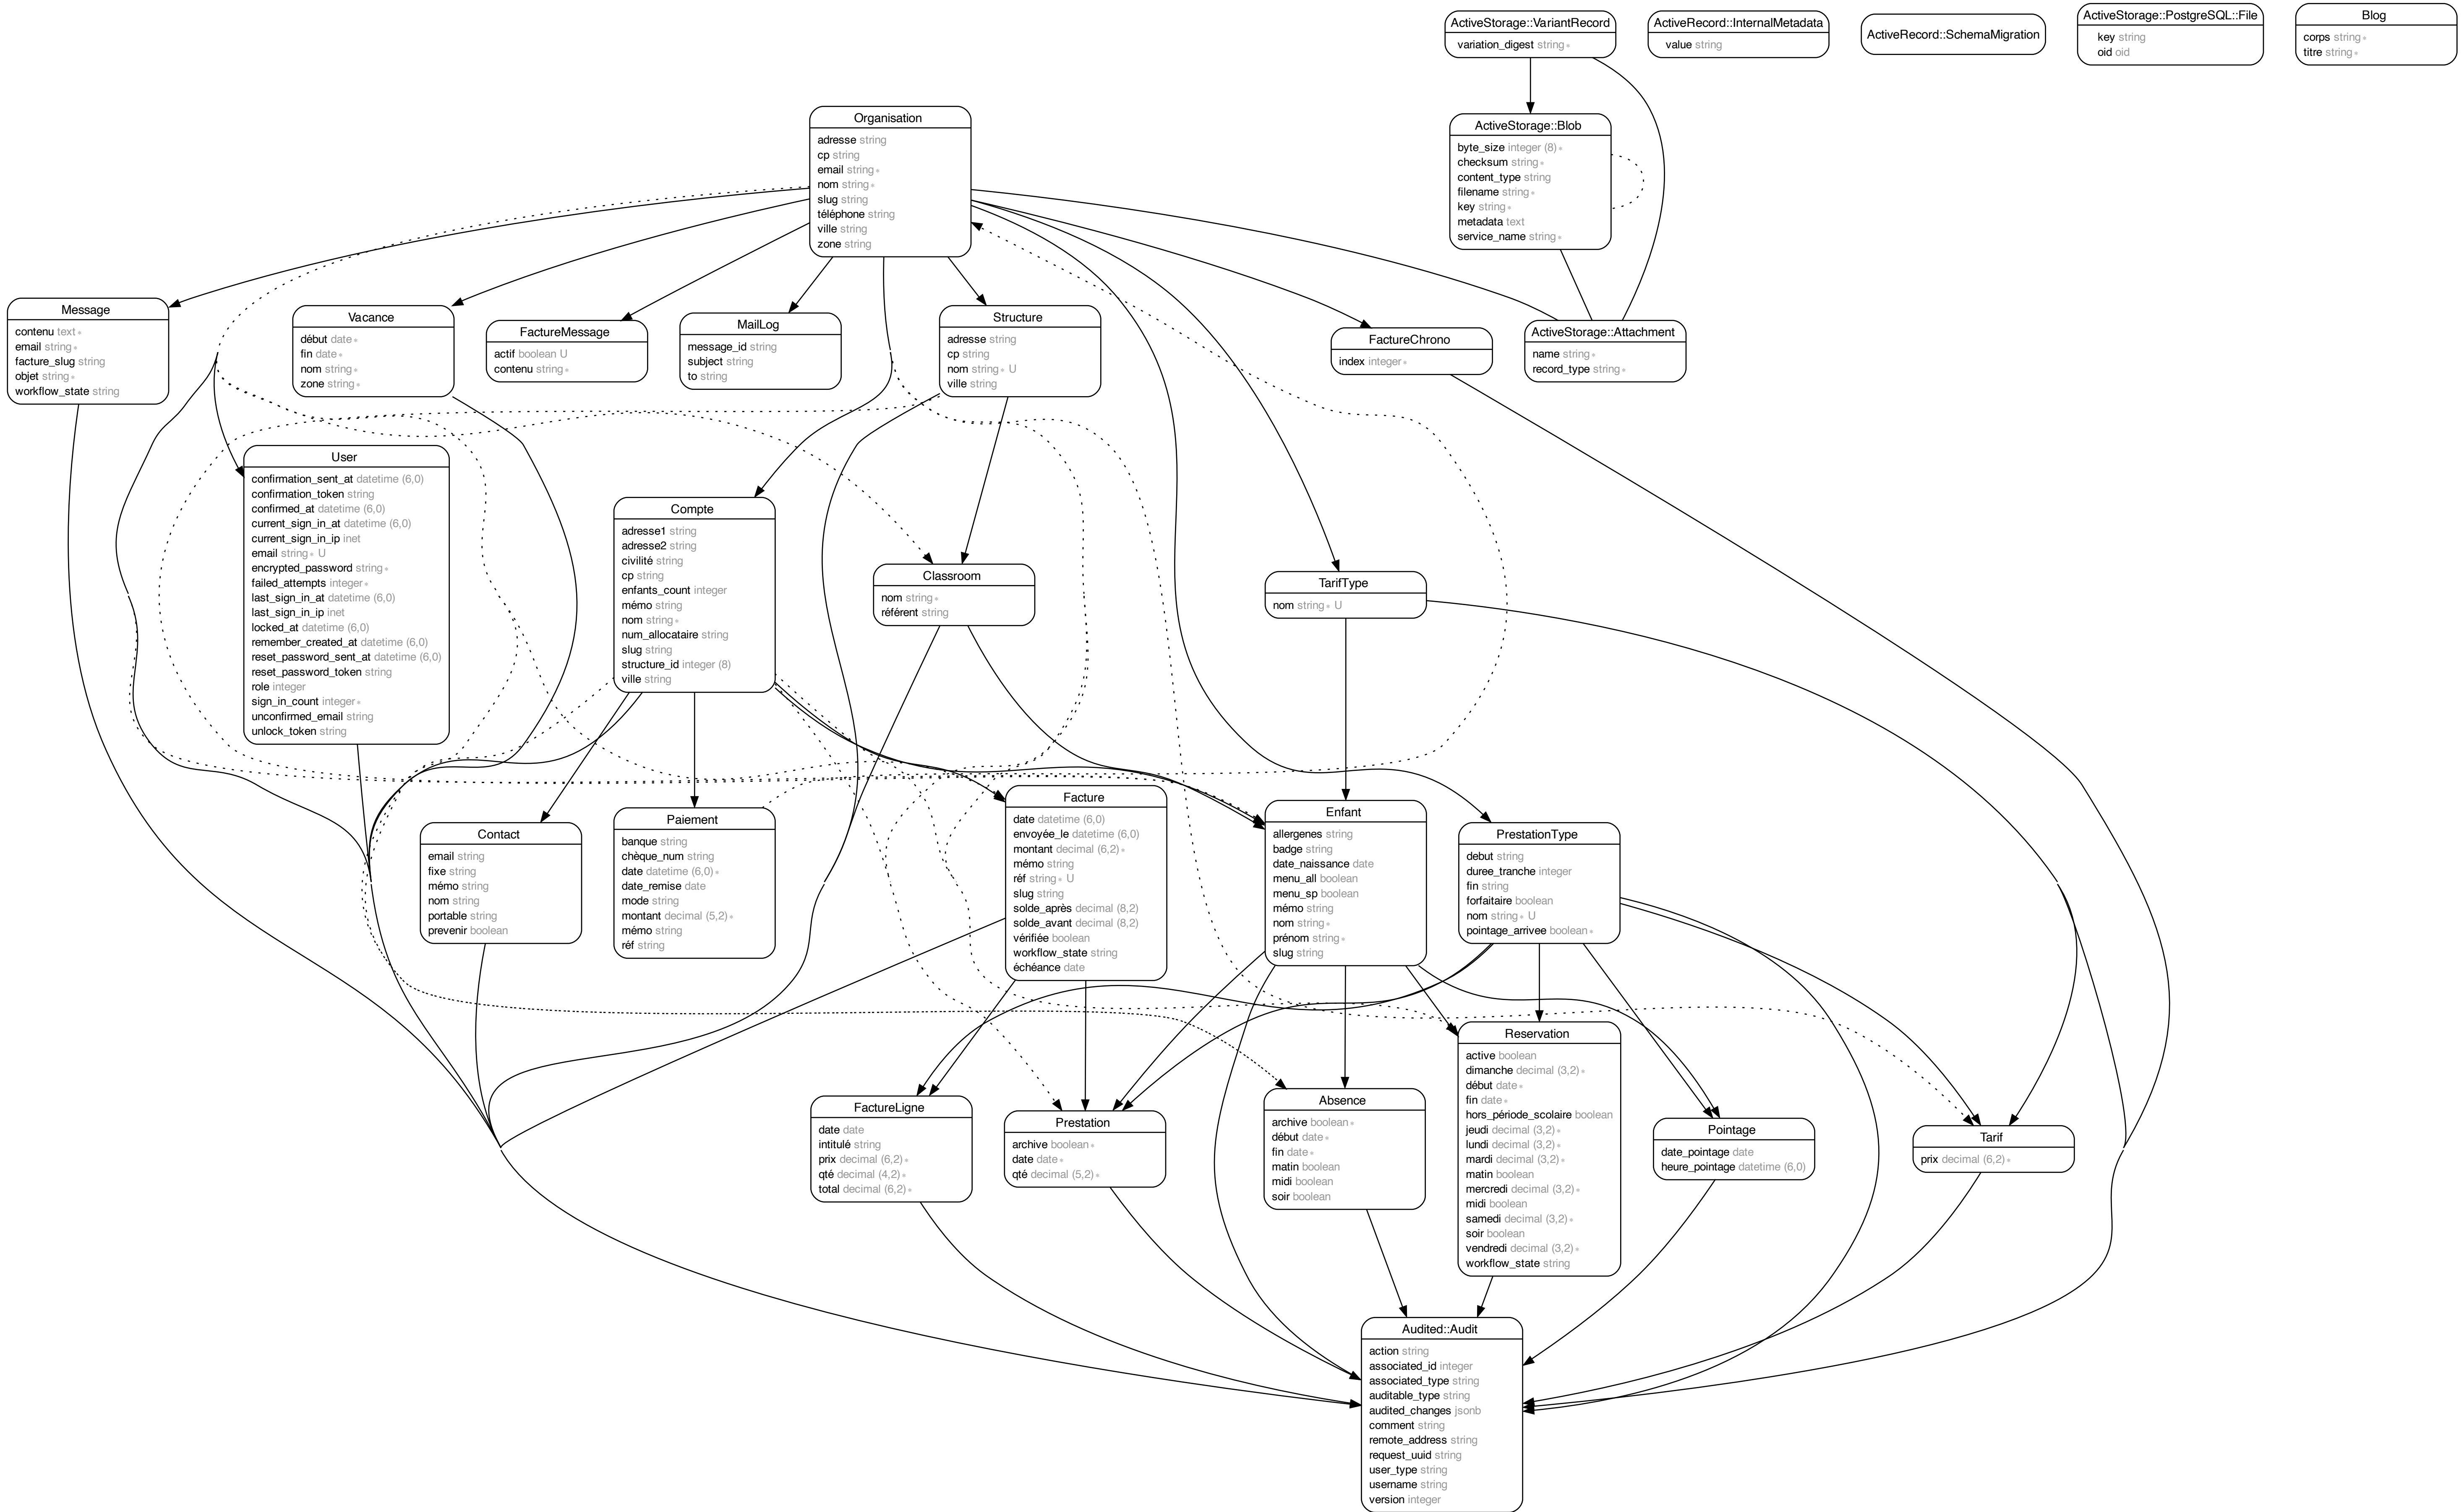 ActiveStorage::VariantRecord
variation_digest string*
ActiveRecord::InternalMetadata
value string
ActiveRecord::SchemaMigration
ActiveStorage::PostgreSQL::File
key string
oid oid
Blog
corps string*
titre string*
Organisation
adresse string
cp string
email string*
nom string*
slug string
téléphone string
ville string
zone string
ActiveStorage::Blob
byte_size integer (8)*
checksum string*
content_type string
filename string*
key string*
metadata text
service_name string*
Message
contenu text*
email string*
facture_slug string
objet string*
workflow_state string
Vacance
début date*
fin date*
nom string*
zone string*
FactureMessage
actif boolean U
contenu string*
MailLog
message_id string
subject string
to string
Structure
adresse string
cp string
nom string* U
ville string
FactureChrono
index integer*
ActiveStorage::Attachment
name string*
record_type string*
User
confirmation_sent_at datetime (6,0)
confirmation_token string
confirmed_at datetime (6,0)
current_sign_in_at datetime (6,0)
current_sign_in_ip inet
email string* U
encrypted_password string*
failed_attempts integer*
last_sign_in_at datetime (6,0)
last_sign_in_ip inet
locked_at datetime (6,0)
remember_created_at datetime (6,0)
reset_password_sent_at datetime (6,0)
reset_password_token string
role integer
sign_in_count integer*
unconfirmed_email string
unlock_token string
Compte
adresse1 string
adresse2 string
civilité string
cp string
enfants_count integer
mémo string
nom string*
num_allocataire string
slug string
structure_id integer (8)
ville string
Classroom
nom string*
référent string
TarifType
nom string* U
Contact
email string
fixe string
mémo string
nom string
portable string
prevenir boolean
Paiement
banque string
chèque_num string
date datetime (6,0)*
date_remise date
mode string
montant decimal (5,2)*
mémo string
réf string
Facture
date datetime (6,0)
envoyée_le datetime (6,0)
montant decimal (6,2)*
mémo string
réf string* U
slug string
solde_après decimal (8,2)
solde_avant decimal (8,2)
vérifiée boolean
workflow_state string
échéance date
Enfant
allergenes string
badge string
date_naissance date
menu_all boolean
menu_sp boolean
mémo string
nom string*
prénom string*
slug string
PrestationType
debut string
duree_tranche integer
fin string
forfaitaire boolean
nom string* U
pointage_arrivee boolean*
FactureLigne
date date
intitulé string
prix decimal (6,2)*
qté decimal (4,2)*
total decimal (6,2)*
Prestation
archive boolean*
date date*
qté decimal (5,2)*
Absence
archive boolean*
début date*
fin date*
matin boolean
midi boolean
soir boolean
Reservation
active boolean
dimanche decimal (3,2)*
début date*
fin date*
hors_période_scolaire boolean
jeudi decimal (3,2)*
lundi decimal (3,2)*
mardi decimal (3,2)*
matin boolean
mercredi decimal (3,2)*
midi boolean
samedi decimal (3,2)*
soir boolean
vendredi decimal (3,2)*
workflow_state string
Pointage
date_pointage date
heure_pointage datetime (6,0)
Tarif
prix decimal (6,2)*
Audited::Audit
action string
associated_id integer
associated_type string
auditable_type string
audited_changes jsonb
comment string
remote_address string
request_uuid string
user_type string
username string
version integer